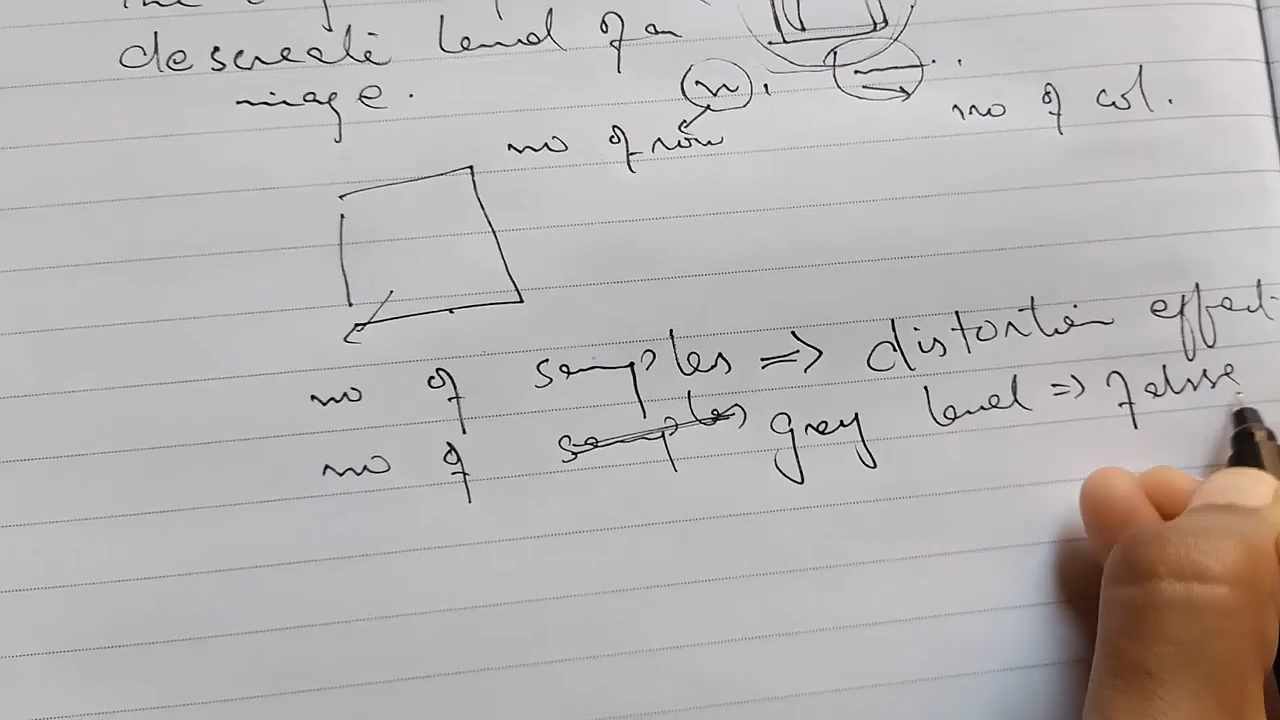 descreate level of an
image.
n,
no of col.
no of row
no of samples => distortion effect
no of samples grey level => false